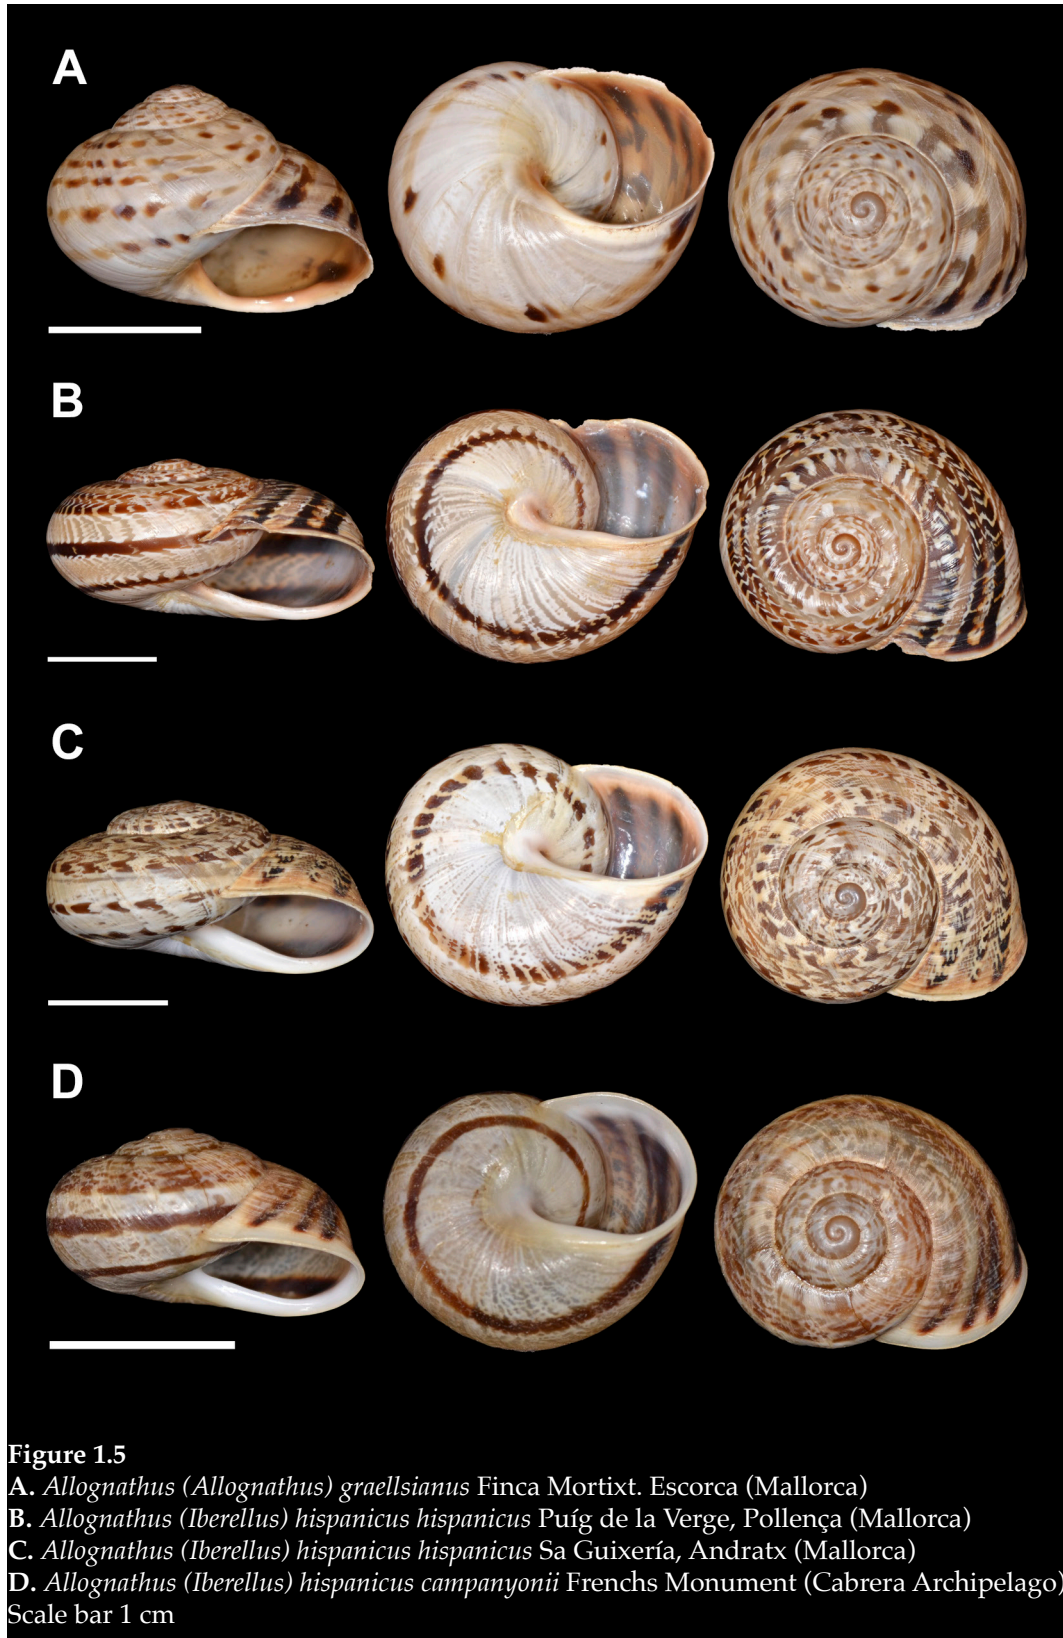 A
B
C
D
Figure 1.5
A. Allognathus (Allognathus) graellsianus Finca Mortixt. Escorca (Mallorca)
B. Allognathus (Iberellus) hispanicus hispanicus Puíg de la Verge, Pollença (Mallorca)
C. Allognathus (Iberellus) hispanicus hispanicus Sa Guixería, Andratx (Mallorca)
D. Allognathus (Iberellus) hispanicus campanyonii Frenchs Monument (Cabrera Archipelago)
Scale bar 1 cm